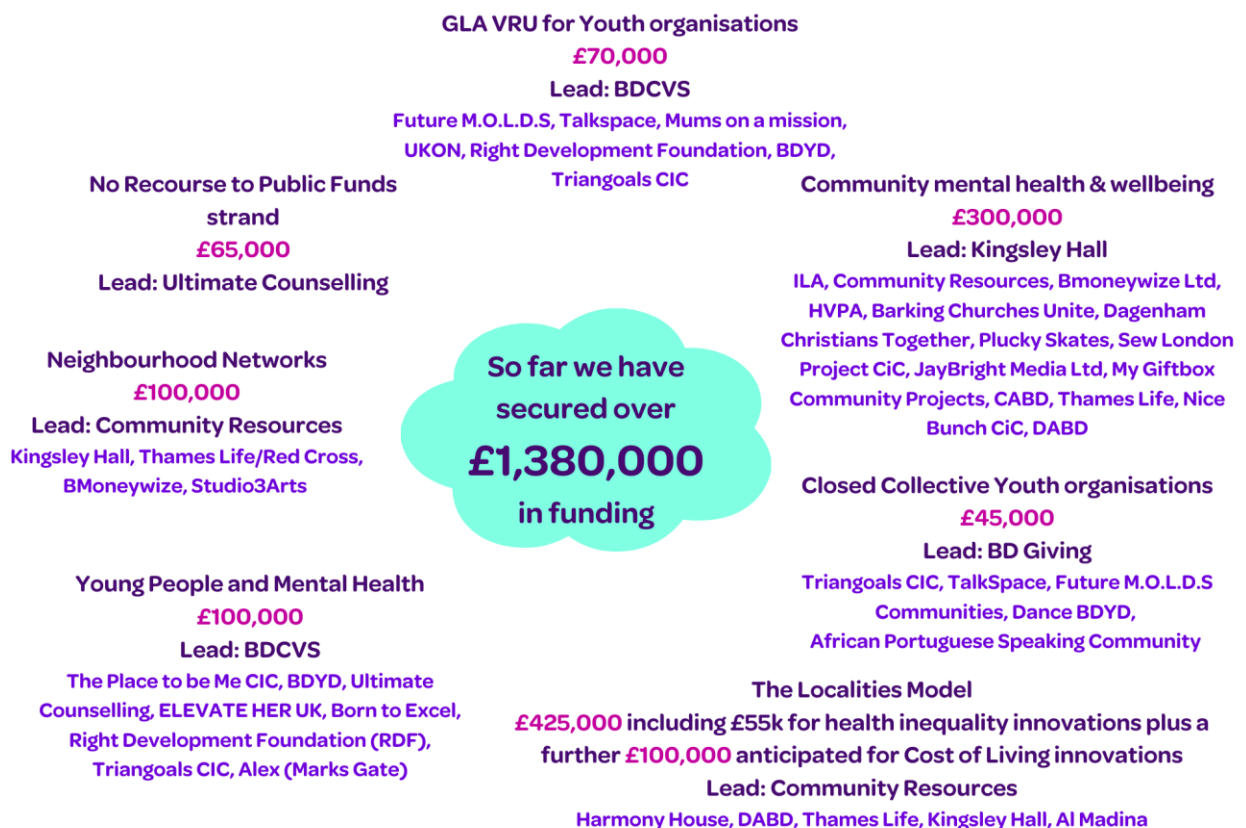 GLA VRU for Youth organisations
£70,000
Lead: BDCVS
Future M.O.L.D.S, Talkspace, Mums on a mission,
UKON, Right Development Foundation, BDYD,
Triangoals CIC
No Recourse to Public Funds
strand
£65,000
Lead: Ultimate Counselling
Community mental health & wellbeing
£300,000
Lead: Kingsley Hall
ILA, Community Resources, Bmoneywize Ltd,
HVPA, Barking Churches Unite, Dagenham
Christians Together, Plucky Skates, Sew London
Project CiC, JayBright Media Ltd, My Giftbox
Community Projects, CABD, Thames Life, Nice
Bunch CiC, DABD
Neighbourhood Networks
£100,000
Lead: Community Resources
Kingsley Hall, Thames Life/Red Cross,
BMoneywize, Studio3Arts
So far we have
secured over
£1,380,000
in funding
Closed Collective Youth organisations
£45,000
Lead: BD Giving
Triangoals CIC, TalkSpace, Future M.O.L.D.S
Communities, Dance BDYD,
African Portuguese Speaking Community
Young People and Mental Health
£100,000
Lead: BDCVS
The Place to be Me CIC, BDYD, Ultimate
Counselling, ELEVATE HER UK, Born to Excel,
Right Development Foundation (RDF),
Triangoals CIC, Alex (Marks Gate)
The Localities Model
£425,000 including £55k for health inequality innovations plus a
further £100,000 anticipated for Cost of Living innovations
Lead: Community Resources
Harmony House, DABD, Thames Life, Kingsley Hall, Al Madina